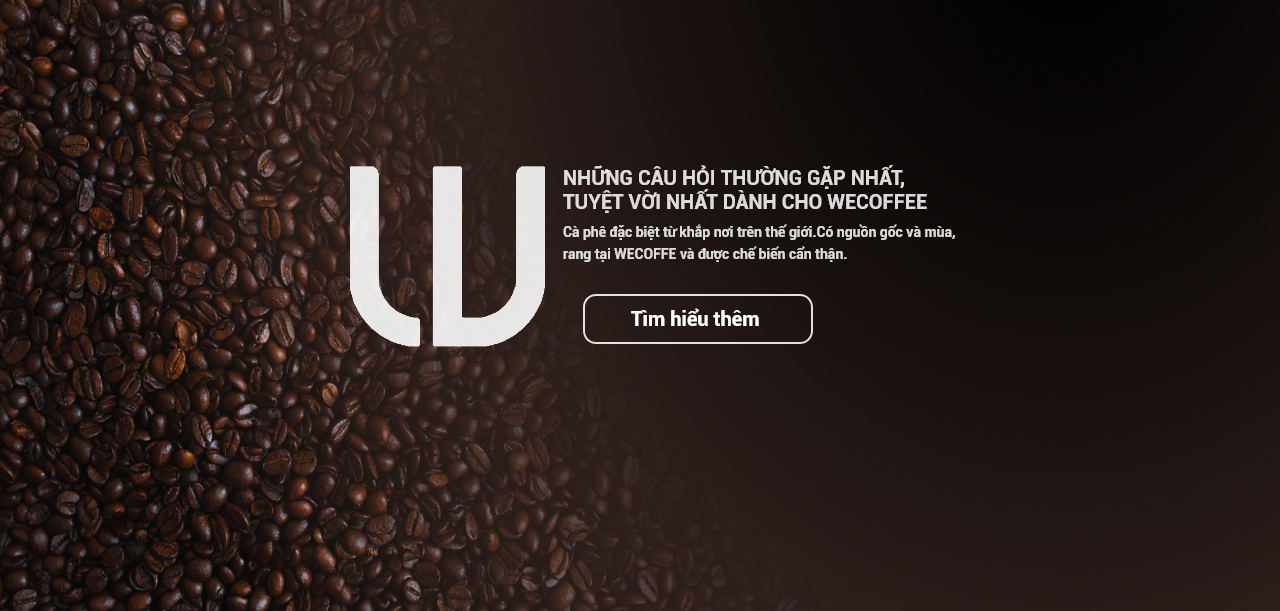 NHỮNG CÂU HỎI THƯỜNG GẶP NHẤT,
TUYỆT VỜI NHẤT DÀNH CHO WECOFFEE
Cà phê đặc biệt từ khắp nơi trên thế giới.Có nguồn gốc và mùa,
rang tại WECOFFE và được chế biến cẩn thận.
Tìm hiểu thêm